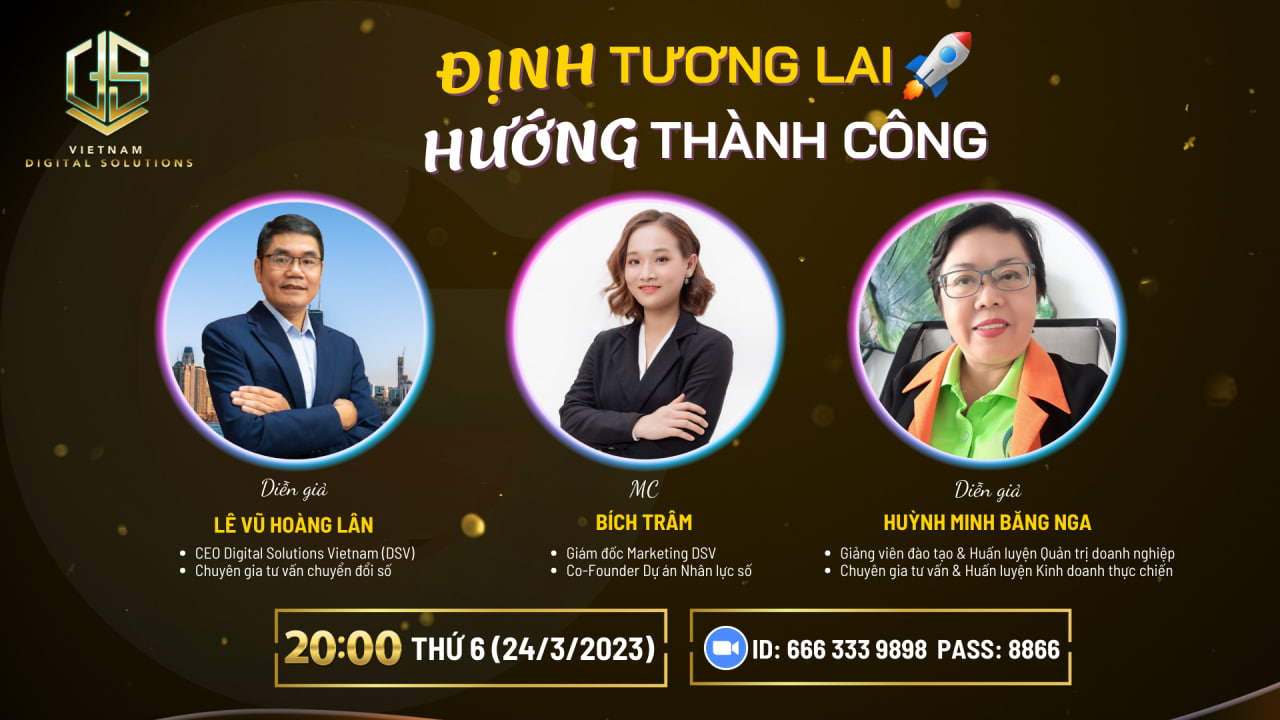 VIETNAM
DIGITAL SOLUTIONS
ĐỊNH TƯƠNG LAI
HƯỚNG THÀNH CÔNG
Diễn giả
LÊ VŨ HOÀNG LÂN
• CEO Digital Solutions Vietnam (DSV)
• Chuyên gia tư vấn chuyển đổi số
MC
BÍCH TRÂM
• Giám đốc Marketing DSV
• Co-Founder Dự án Nhân lực số
Diễn giả
HUỲNH MINH BĂNG NGA
• Giảng viên đào tạo & Huấn luyện Quản trị doanh nghiệp
• Chuyên gia tư vấn & Huấn luyện Kinh doanh thực chiến
20:00 THỨ 6 (24/3/2023)
ID: 666 333 9898 PASS: 8866